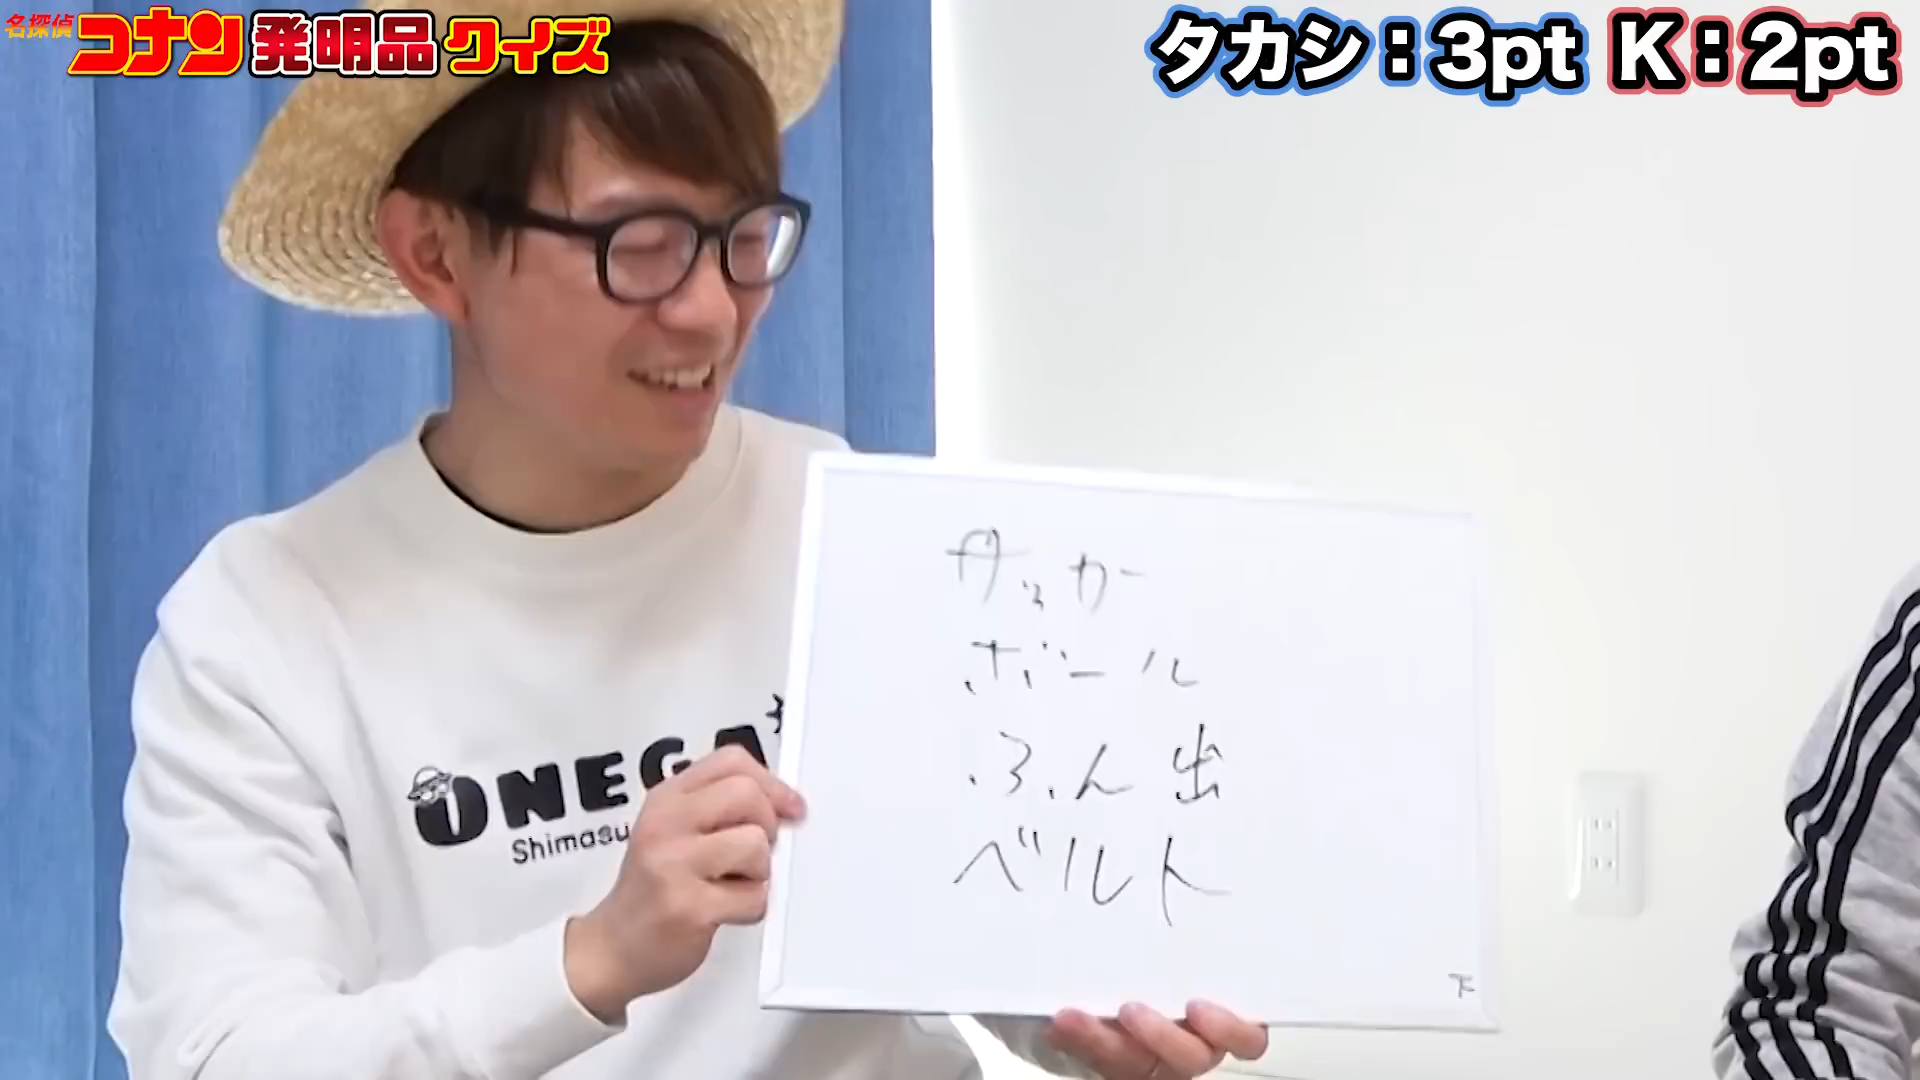 名探偵コナン発明品クイズ
タカシ：3pt K：2pt
サッカー
ボール
ふん出
ベルト
下
ONEGA
Shimasu